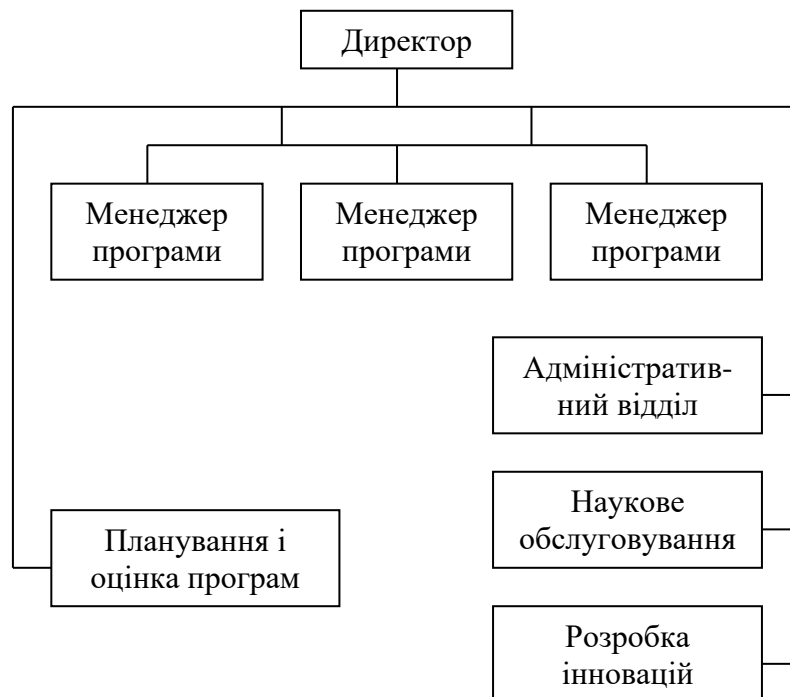 Директор
Менеджер
програми
Менеджер
програми
Менеджер
програми
Адміністратив-
ний відділ
Планування і
оцінка програм
Наукове
обслуговування
Розробка
інновацій